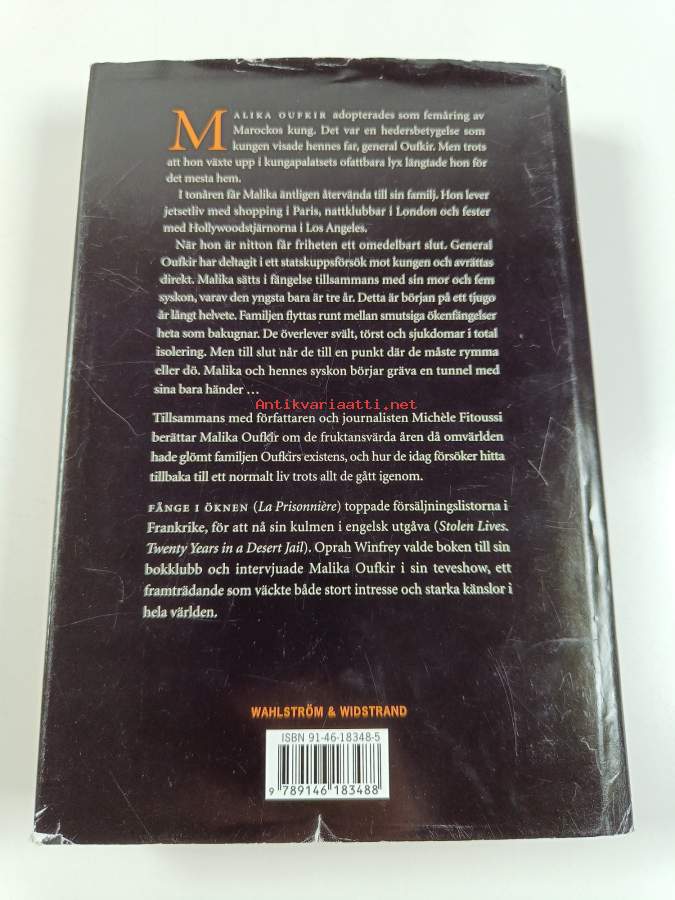 MALIKA OUFKIR adopterades som femåring av
Marockos kung. Det var en hedersbetygelse som
kungen visade hennes far, general Oufkir. Men trots
att hon växte upp i kungapalatsets ofattbara lyx längtade hon för
det mesta hem.
I tonåren får Malika äntligen återvända till sin familj. Hon lever
jetsetliv med shopping i Paris, nattklubbar i London och fester
med Hollywoodstjärnorna i Los Angeles.
När hon är nitton får friheten ett omedelbart slut. General
Oufkir har deltagit i ett statskuppsförsök mot kungen och avrättas
direkt. Malika sätts i fängelse tillsammans med sin mor och fem
syskon, varav den yngsta bara är tre år. Detta är början på ett tjugo
år långt helvete. Familjen flyttas runt mellan smutsiga ökenfängelser
heta som bakugnar. De överlever svält, törst och sjukdomar i total
isolering. Men till slut når de till en punkt där de måste rymma
eller dö. Malika och hennes syskon börjar gräva en tunnel med
sina bara händer ...
Antikvariaatti.net
Tillsammans med författaren och journalisten Michèle Fitoussi
berättar Malika Oufkir om de fruktansvärda åren då omvärlden
hade glömt familjen Oufkirs existens, och hur de idag försöker hitta
tillbaka till ett normalt liv trots allt de gått igenom.
FÅNGE I ÖKNEN (La Prisonnière) toppade försäljningslistorna i
Frankrike, för att nå sin kulmen i engelsk utgåva (Stolen Lives.
Twenty Years in a Desert Jail). Oprah Winfrey valde boken till sin
bokklubb och intervjuade Malika Oufkir i sin teveshow, ett
framträdande som väckte både stort intresse och starka känslor i
hela världen.
WAHLSTRÖM & WIDSTRAND
ISBN 91-46-18348-5
9 789146 183488